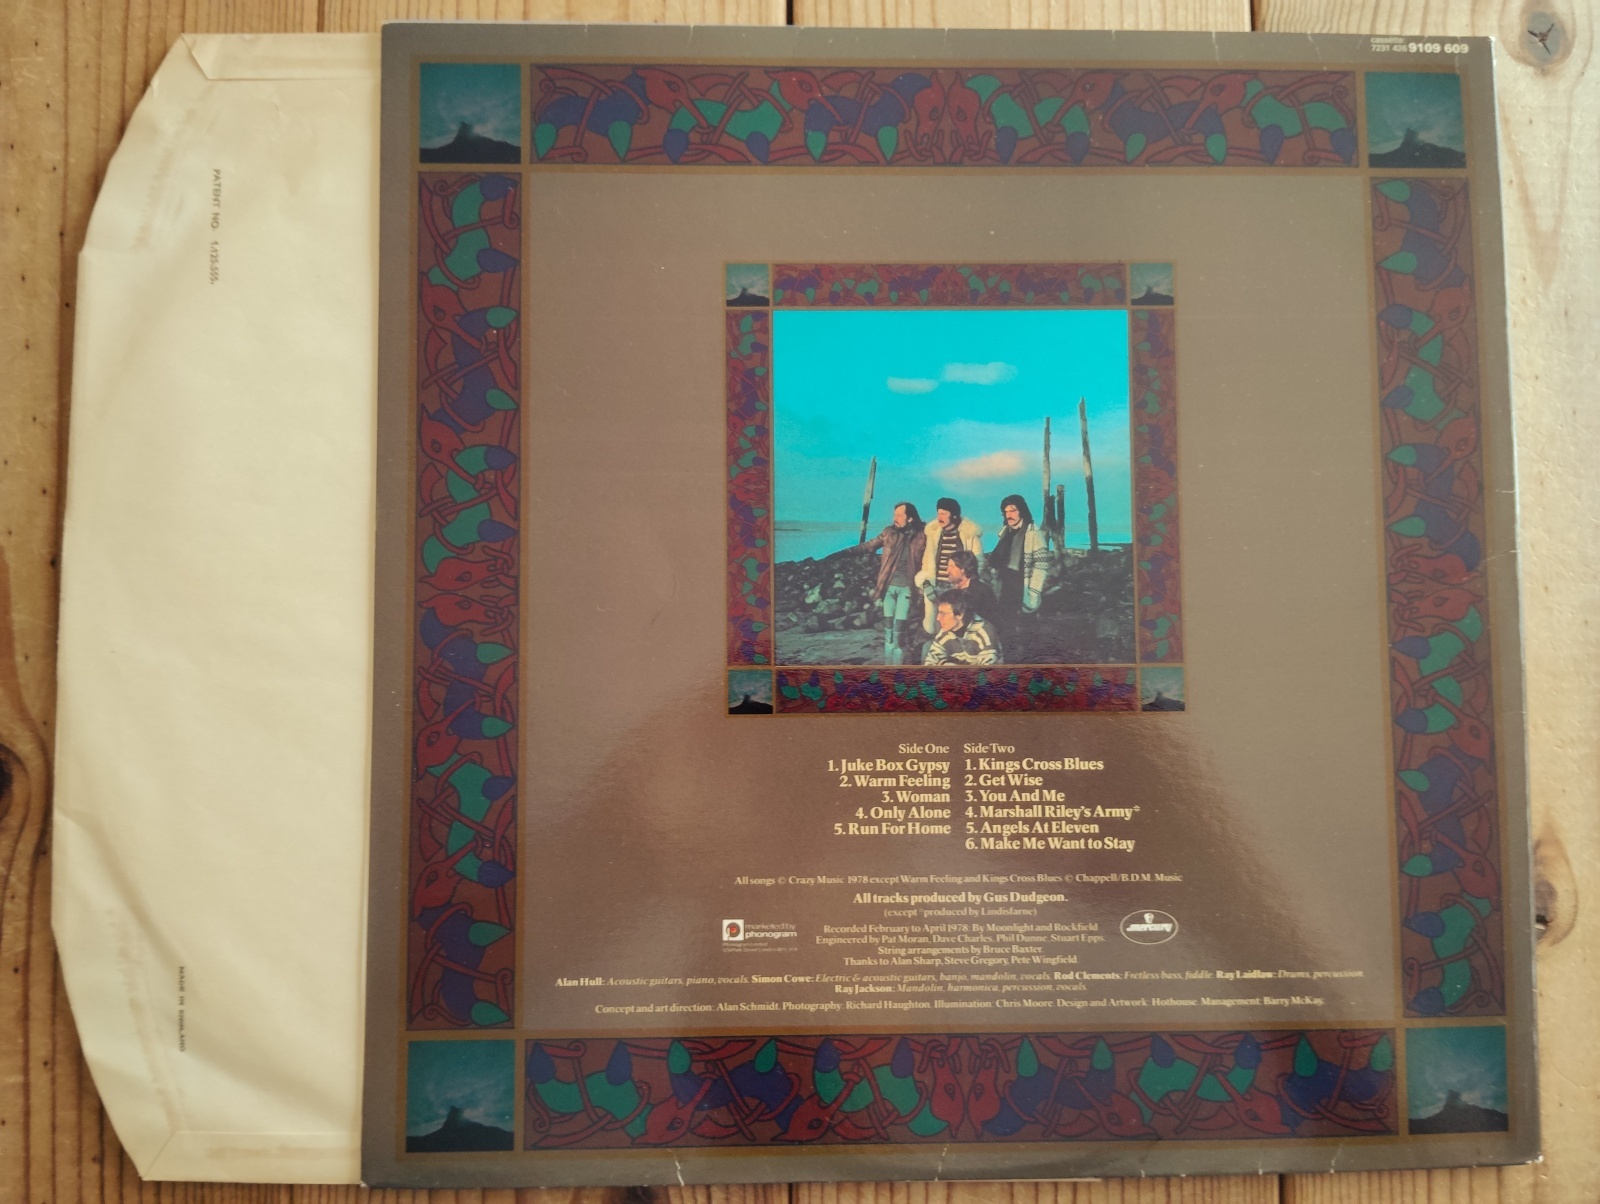 cassette:
7231 426 9109 609
PATENT NO. 1,125,555.
MADE IN ENGLAND
Side One
1. Juke Box Gypsy
2. Warm Feeling
3. Woman
4. Only Alone
5. Run For Home
Side Two
1. Kings Cross Blues
2. Get Wise
3. You And Me
4. Marshall Riley's Army*
5. Angels At Eleven
6. Make Me Want to Stay
All songs © Crazy Music 1978 except Warm Feeling and Kings Cross Blues © Chappell/B.D.M. Music
All tracks produced by Gus Dudgeon.
(except *produced by Lindisfarne)
marketed by
phonogram
Recorded February to April 1978: By Moonlight and Rockfield
Engineered by Pat Moran, Dave Charles, Phil Dunne, Stuart Epps.
String arrangements by Bruce Baxter.
Thanks to Alan Sharp, Steve Gregory, Pete Wingfield.
mercury
Alan Hull: Acoustic guitars, piano, vocals. Simon Cowe: Electric & acoustic guitars, banjo, mandolin, vocals. Rod Clements: Fretless bass, fiddle. Ray Laidlaw: Drums, percussion.
Ray Jackson: Mandolin, harmonica, percussion, vocals.
Concept and art direction: Alan Schmidt. Photography: Richard Haughton. Illumination: Chris Moore. Design and Artwork: Hothouse. Management: Barry McKay.